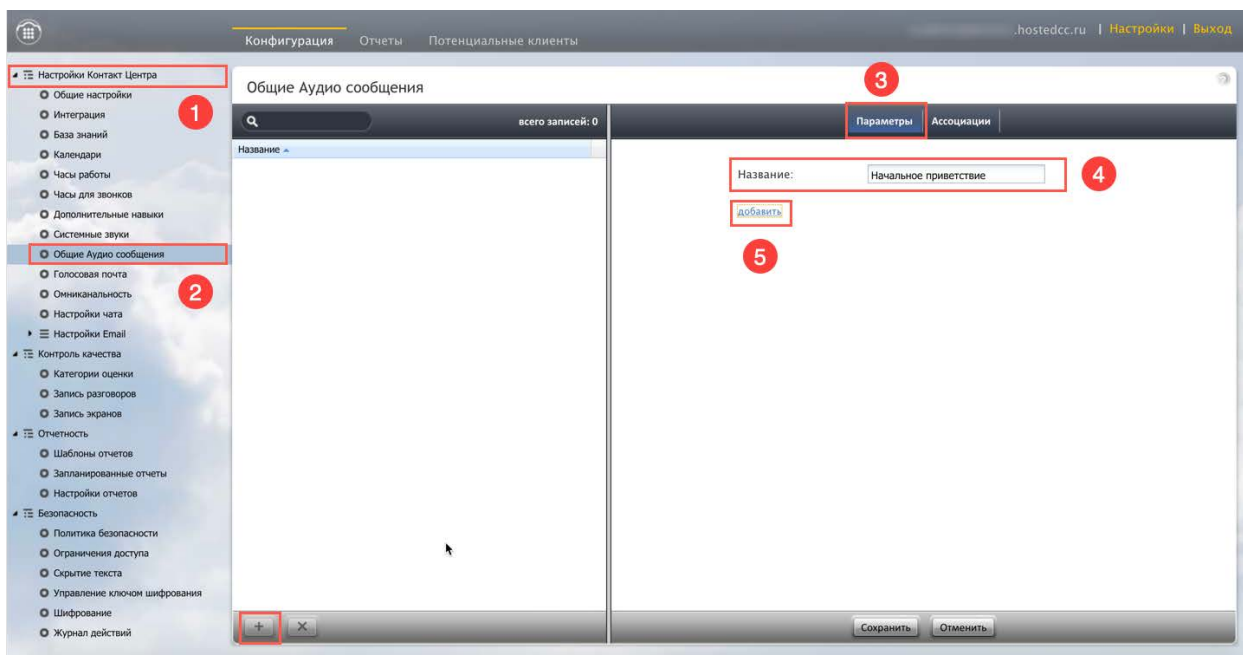 Конфигурация Отчеты Потенциальные клиенты
.hostedcc.ru | Настройки | Выход
Настройки Контакт Центра
Общие настройки
1
Интеграция
База знаний
Календари
Часы работы
Часы для звонков
Дополнительные навыки
Системные звуки
Общие Аудио сообщения
Голосовая почта
2
Омниканальность
Настройки чата
Настройки Email
Контроль качества
Категории оценки
Запись разговоров
Запись экранов
Отчетность
Шаблоны отчетов
Запланированные отчеты
Настройки отчетов
Безопасность
Политика безопасности
Ограничения доступа
Скрытие текста
Управление ключом шифрования
Шифрование
Журнал действий
Общие Аудио сообщения
всего записей: 0
Название
3
Параметры Ассоциации
Название: Начальное приветствие
4
добавить
5
+ ×
Сохранить Отменить